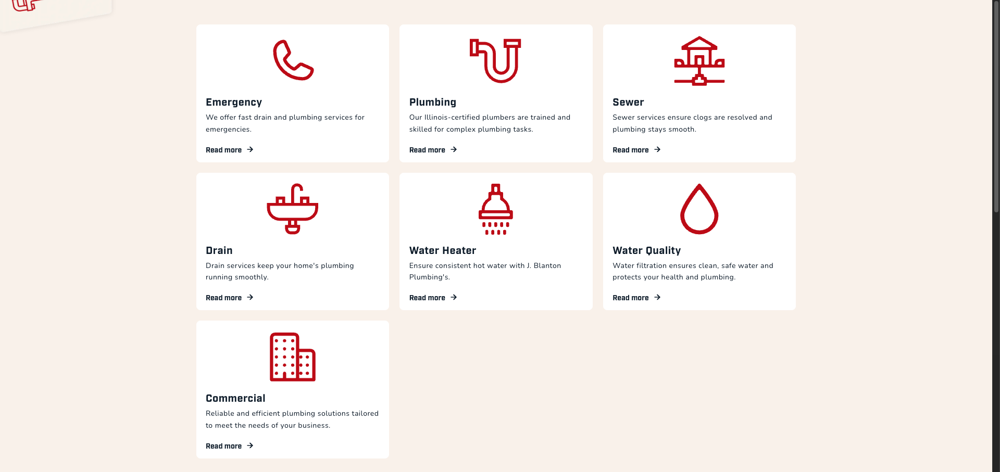 Emergency
We offer fast drain and plumbing services for
emergencies.
Read more
Plumbing
Our Illinois-certified plumbers are trained and
skilled for complex plumbing tasks.
Read more
Sewer
Sewer services ensure clogs are resolved and
plumbing stays smooth.
Read more
Drain
Drain services keep your home's plumbing
running smoothly.
Read more
Water Heater
Ensure consistent hot water with J. Blanton
Plumbing's.
Read more
Water Quality
Water filtration ensures clean, safe water and
protects your health and plumbing.
Read more
Commercial
Reliable and efficient plumbing solutions tailored
to meet the needs of your business.
Read more